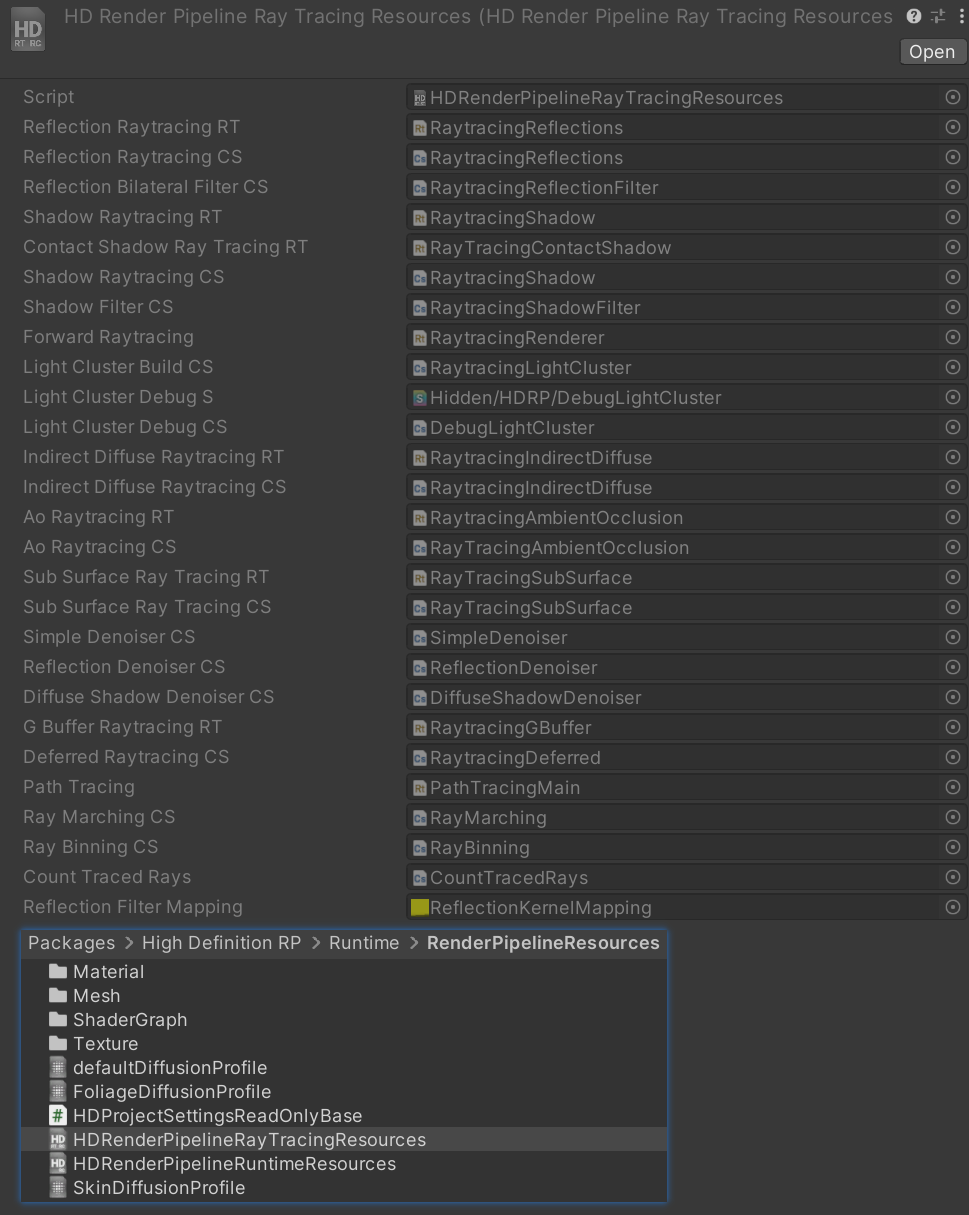 HD Render Pipeline Ray Tracing Resources (HD Render Pipeline Ray Tracing Resources
HD
RT RC
Open
Script HDRenderPipelineRayTracingResources
Reflection Raytracing RT RaytracingReflections
Reflection Raytracing CS RaytracingReflections
Reflection Bilateral Filter CS RaytracingReflectionFilter
Shadow Raytracing RT RaytracingShadow
Contact Shadow Ray Tracing RT RayTracingContactShadow
Shadow Raytracing CS RaytracingShadow
Shadow Filter CS RaytracingShadowFilter
Forward Raytracing RaytracingRenderer
Light Cluster Build CS RaytracingLightCluster
Light Cluster Debug S Hidden/HDRP/DebugLightCluster
Light Cluster Debug CS DebugLightCluster
Indirect Diffuse Raytracing RT RaytracingIndirectDiffuse
Indirect Diffuse Raytracing CS RaytracingIndirectDiffuse
Ao Raytracing RT RaytracingAmbientOcclusion
Ao Raytracing CS RayTracingAmbientOcclusion
Sub Surface Ray Tracing RT RayTracingSubSurface
Sub Surface Ray Tracing CS RayTracingSubSurface
Simple Denoiser CS SimpleDenoiser
Reflection Denoiser CS ReflectionDenoiser
Diffuse Shadow Denoiser CS DiffuseShadowDenoiser
G Buffer Raytracing RT RaytracingGBuffer
Deferred Raytracing CS RaytracingDeferred
Path Tracing PathTracingMain
Ray Marching CS RayMarching
Ray Binning CS RayBinning
Count Traced Rays CountTracedRays
Reflection Filter Mapping ReflectionKernelMapping
Packages > High Definition RP > Runtime > RenderPipelineResources
Material
Mesh
ShaderGraph
Texture
defaultDiffusionProfile
FoliageDiffusionProfile
# HDProjectSettingsReadOnlyBase
HDRenderPipelineRayTracingResources
HDRenderPipelineRuntimeResources
SkinDiffusionProfile